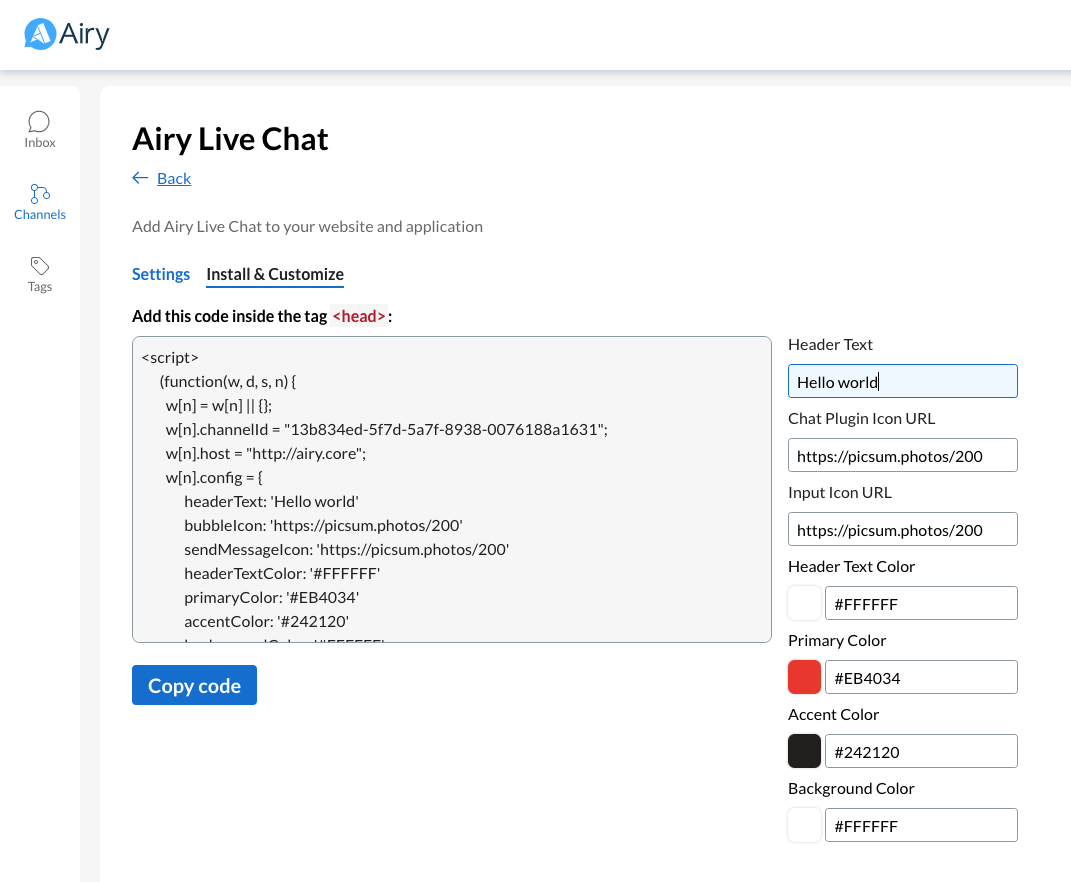 Airy
Inbox
Channels
Tags
Airy Live Chat
← Back
Add Airy Live Chat to your website and application
Settings Install & Customize
Add this code inside the tag <head>:
<script>
(function(w, d, s, n) {
w[n] = w[n] || {};
w[n].channelId = "13b834ed-5f7d-5a7f-8938-0076188a1631";
w[n].host = "http://airy.core";
w[n].config = {
headerText: 'Hello world'
bubbleIcon: 'https://picsum.photos/200'
sendMessageIcon: 'https://picsum.photos/200'
headerTextColor: '#FFFFFF'
primaryColor: '#EB4034'
accentColor: '#242120'
Copy code
Header Text
Hello world
Chat Plugin Icon URL
https://picsum.photos/200
Input Icon URL
https://picsum.photos/200
Header Text Color
#FFFFFF
Primary Color
#EB4034
Accent Color
#242120
Background Color
#FFFFFF